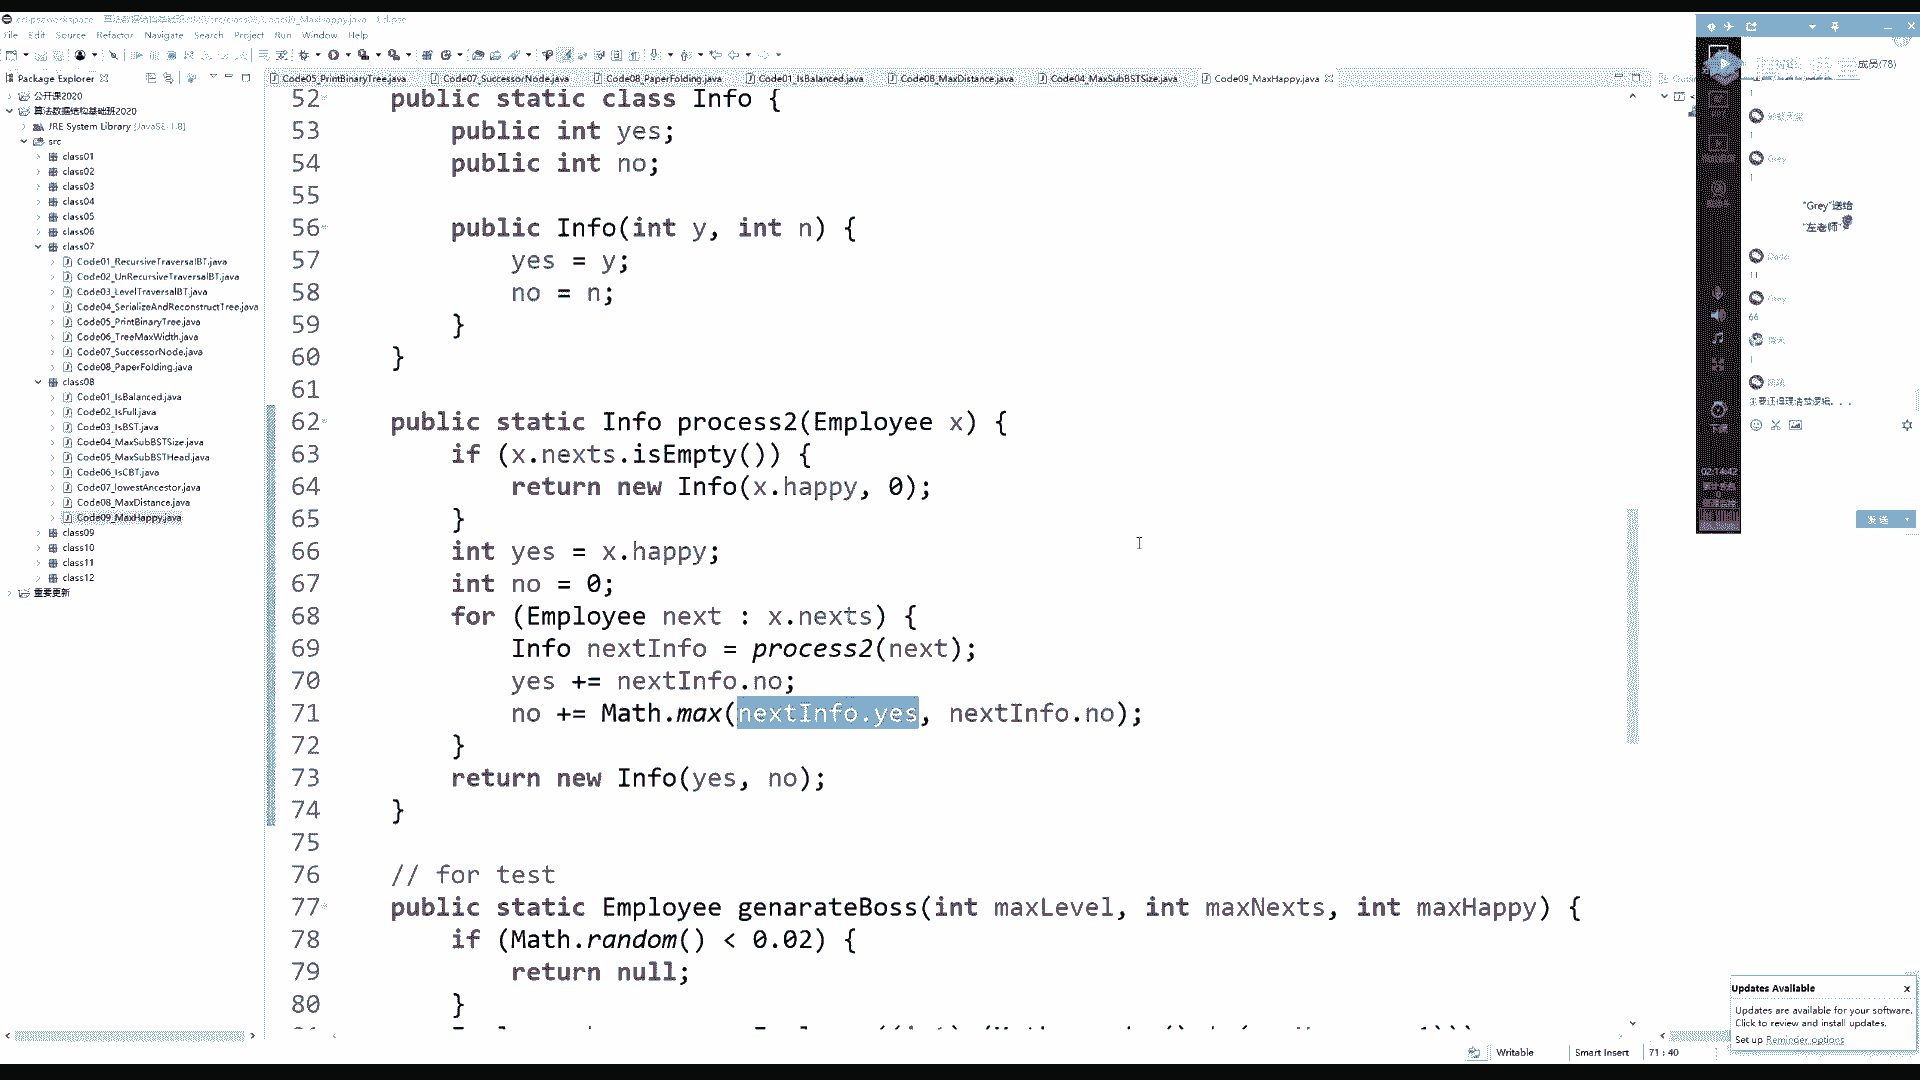 File Edit Source Refactor Navigate Search Project Run Window Help
Package Explorer
公开课2020
算法数据结构基础班2020
JRE System Library [JavaSE-1.8]
src
class01
class02
class03
class04
class05
class06
class07
Code01_RecursiveTraversalBT.java
Code02_UnRecursiveTraversalBT.java
Code03_LevelTraversalBT.java
Code04_SerializeAndReconstructTree.java
Code05_PrintBinaryTree.java
Code06_TreeMaxWidth.java
Code07_SuccessorNode.java
Code08_PaperFolding.java
class08
Code01_IsBalanced.java
Code02_IsFull.java
Code03_IsBST.java
Code04_MaxSubBSTSize.java
Code05_MaxSubBSTHead.java
Code06_IsCBT.java
Code07_lowestAncestor.java
Code08_MaxDistance.java
Code09_MaxHappy.java
class09
class10
class11
class12
重要更新
Code05_PrintBinaryTree.java Code07_SuccessorNode.java Code08_PaperFolding.java Code01_IsBalanced.java Code08_MaxDistance.java Code04_MaxSubBSTSize.java Code09_MaxHappy.java
52 public static class Info {
53 public int yes;
54 public int no;
55
56 public Info(int y, int n) {
57 yes = y;
58 no = n;
59 }
60 }
61
62 public static Info process2(Employee x) {
63 if (x.nexts.isEmpty()) {
64 return new Info(x.happy, 0);
65 }
66 int yes = x.happy;
67 int no = 0;
68 for (Employee next : x.nexts) {
69 Info nextInfo = process2(next);
70 yes += nextInfo.no;
71 no += Math.max(nextInfo.yes, nextInfo.no);
72 }
73 return new Info(yes, no);
74 }
75
76 // for test
77 public static Employee genarateBoss(int maxLevel, int maxNexts, int maxHappy) {
78 if (Math.random() < 0.02) {
79 return null;
80 }
Writable Smart Insert 71 : 40
成员(78)
1
1
Grey
1
"Grey"送给
"左老师"
11
Grey
66
1
02:14:42
发送
Updates Available x
Updates are available for your software.
Click to review and install updates.
Set up Reminder options